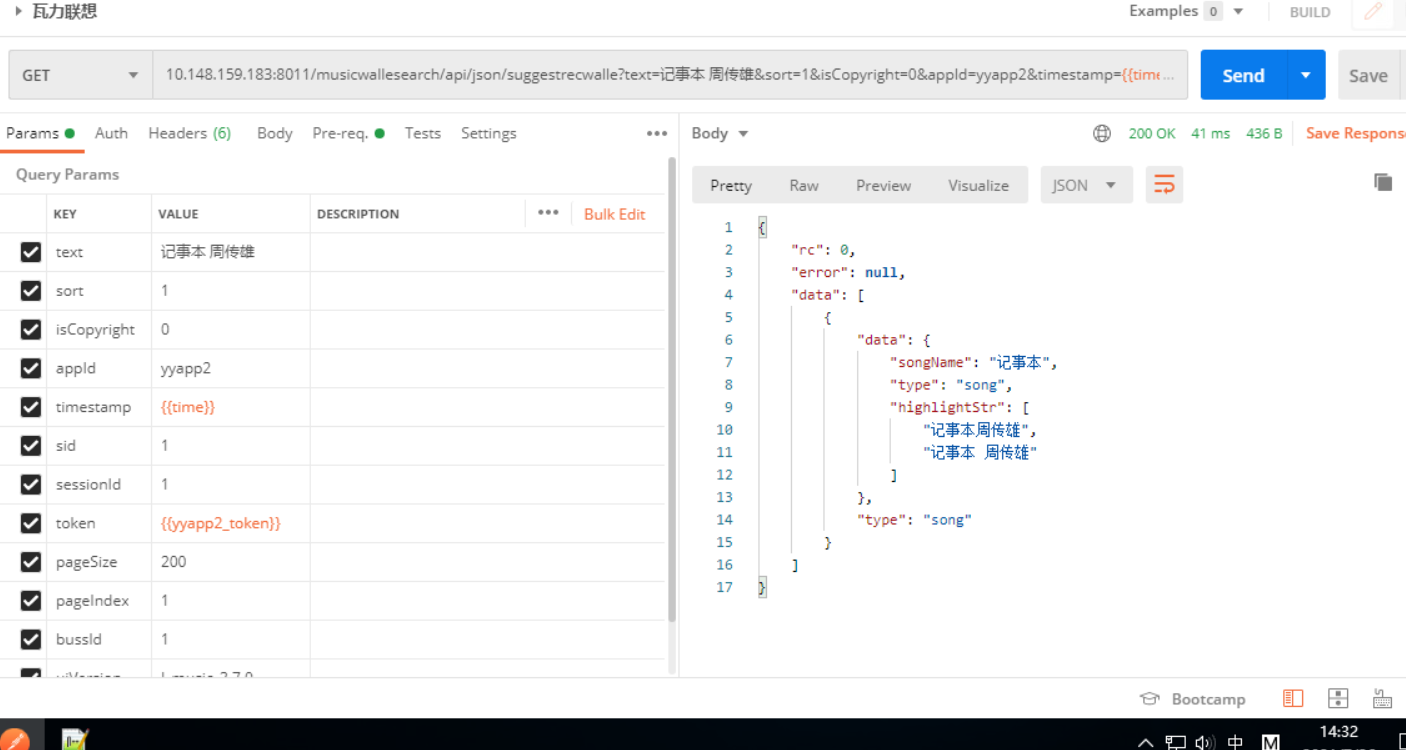 瓦力联想
Examples 0
BUILD
GET
10.148.159.183:8011/musicwallesearch/api/json/suggestrecwalle?text=记事本 周传雄&sort=1&isCopyright=0&appId=yyapp2&timestamp={{time...
Send
Save
Params
Auth
Headers (6)
Body
Pre-req.
Tests
Settings
•••
Body
200 OK
41 ms
436 B
Save Respons
Query Params
Pretty
Raw
Preview
Visualize
JSON
KEY
VALUE
DESCRIPTION
•••
Bulk Edit
text
记事本 周传雄
sort
1
isCopyright
0
appId
yyapp2
timestamp
{{time}}
sid
1
sessionId
1
token
{{yyapp2_token}}
pageSize
200
pageIndex
1
bussId
1
1 {
2 "rc": 0,
3 "error": null,
4 "data": [
5 {
6 "data": {
7 "songName": "记事本",
8 "type": "song",
9 "highlightStr": [
10 "记事本周传雄",
11 "记事本 周传雄"
12 ]
13 },
14 "type": "song"
15 }
16 ]
17 }
Bootcamp
中
M
14:32